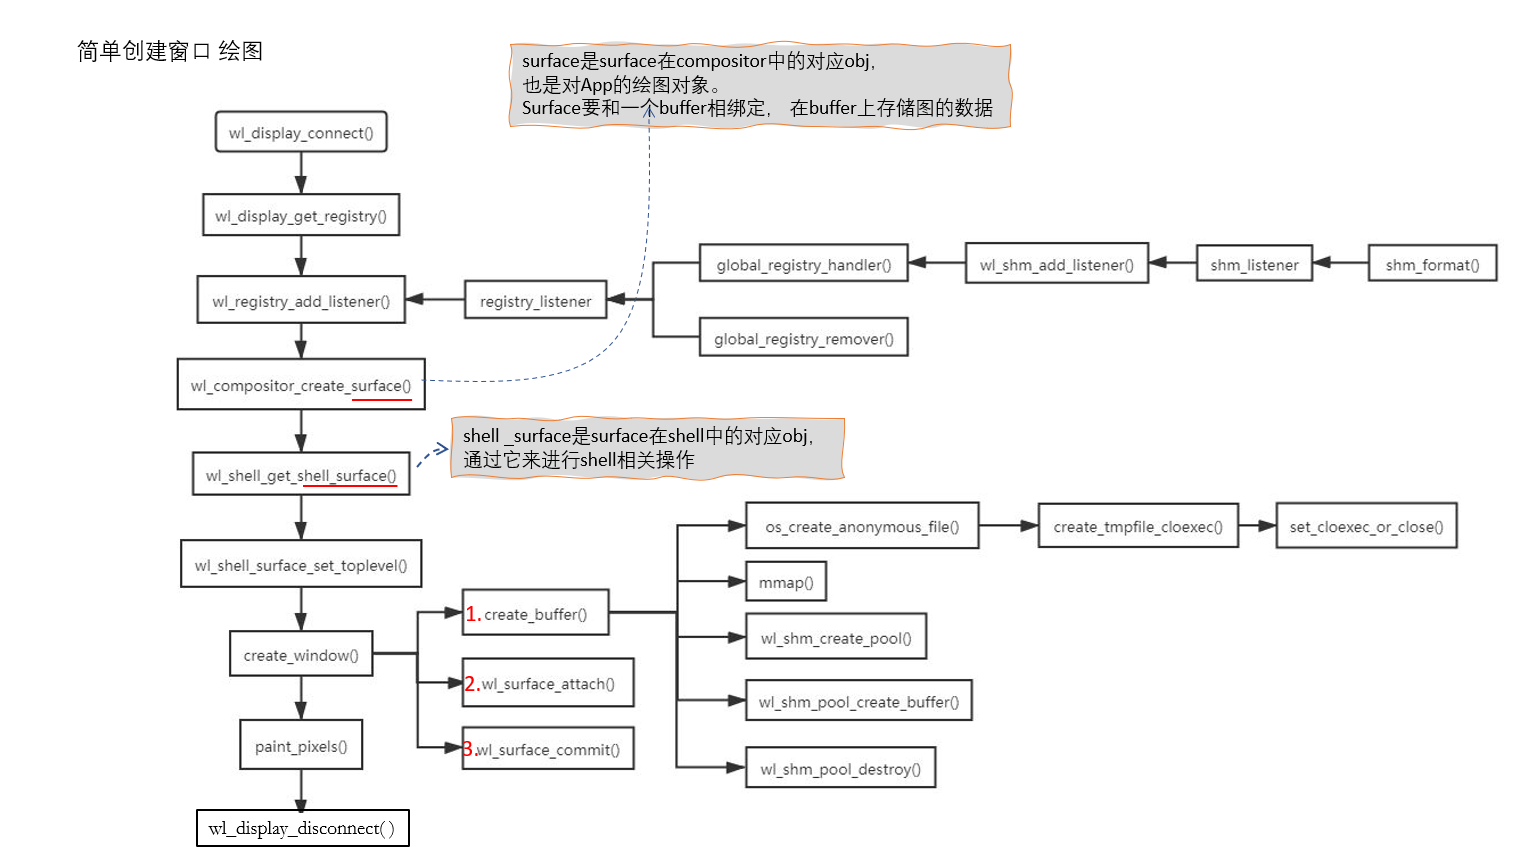 简单创建窗口 绘图
surface是surface在compositor中的对应obj,
也是对App的绘图对象。
Surface要和一个buffer相绑定， 在buffer上存储图的数据
wl_display_connect()
wl_display_get_registry()
wl_registry_add_listener()
registry_listener
global_registry_handler()
wl_shm_add_listener()
shm_listener
shm_format()
global_registry_remover()
wl_compositor_create_surface()
shell _surface是surface在shell中的对应obj,
通过它来进行shell相关操作
wl_shell_get_shell_surface()
wl_shell_surface_set_toplevel()
create_window()
1. create_buffer()
2.wl_surface_attach()
3.wl_surface_commit()
os_create_anonymous_file()
create_tmpfile_cloexec()
set_cloexec_or_close()
mmap()
wl_shm_create_pool()
wl_shm_pool_create_buffer()
wl_shm_pool_destroy()
paint_pixels()
wl_display_disconnect( )